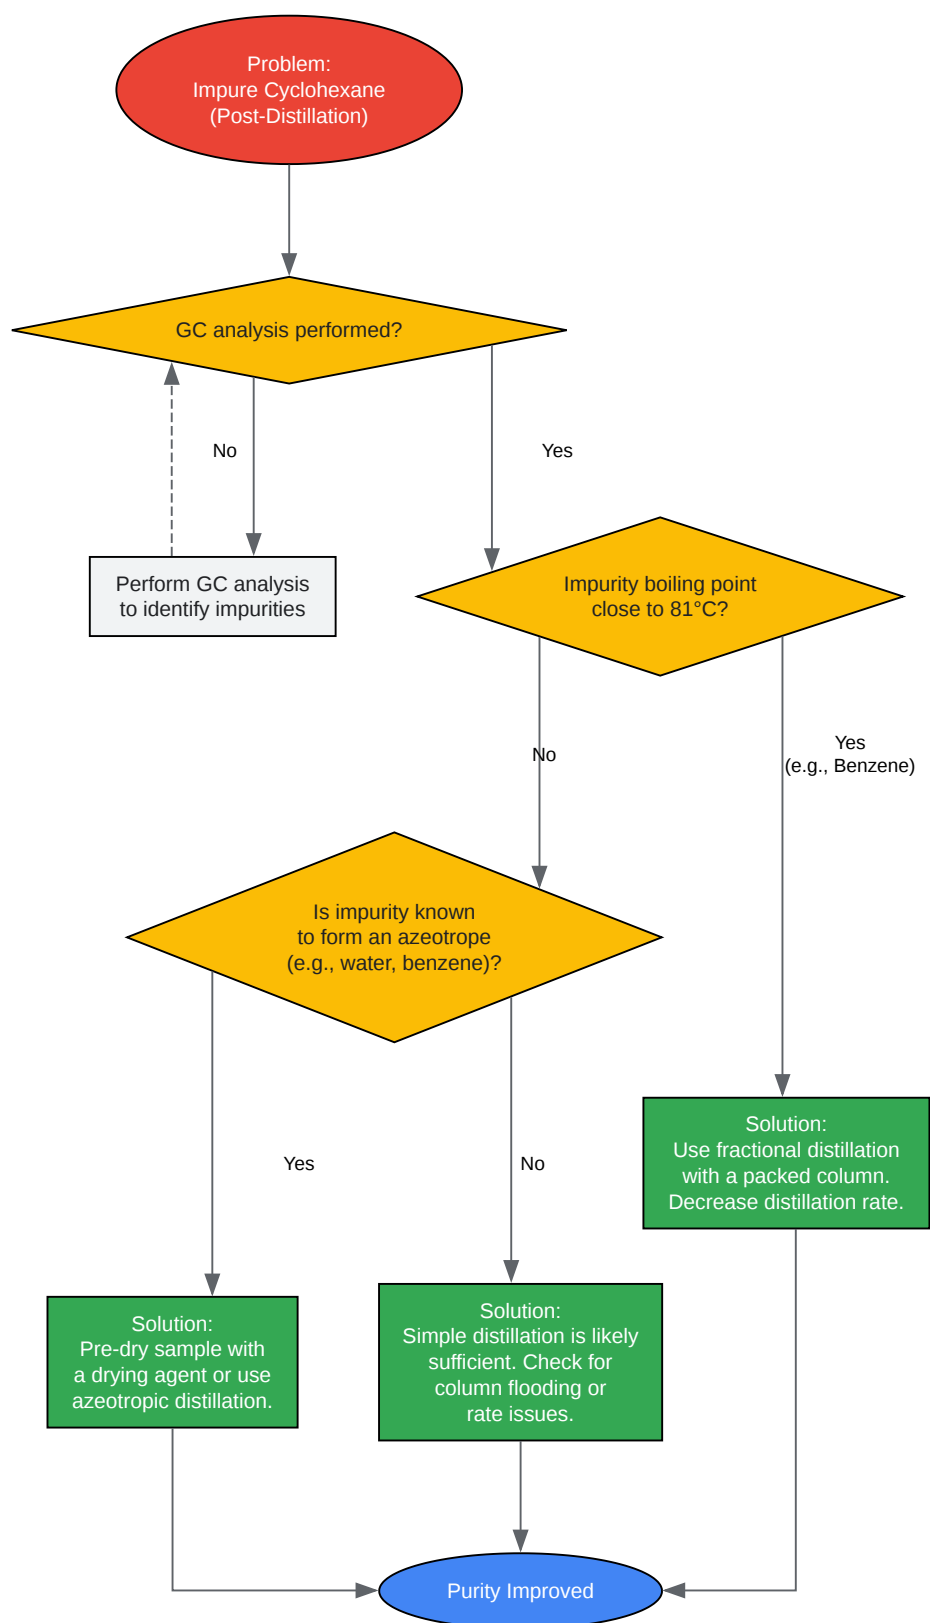 Problem:
Impure Cyclohexane
(Post-Distillation)
GC analysis performed?
No
Yes
Perform GC analysis
to identify impurities
Impurity boiling point
close to 81°C?
No
Yes
(e.g., Benzene)
Is impurity known
to form an azeotrope
(e.g., water, benzene)?
Yes
No
Solution:
Use fractional distillation
with a packed column.
Decrease distillation rate.
Solution:
Pre-dry sample with
a drying agent or use
azeotropic distillation.
Solution:
Simple distillation is likely
sufficient. Check for
column flooding or
rate issues.
Purity Improved